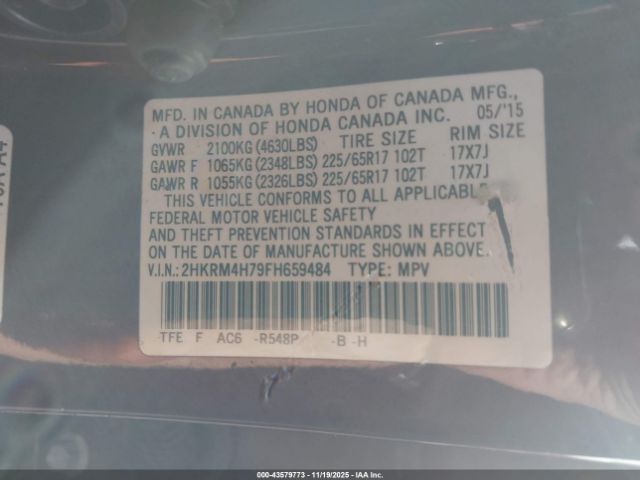 MFD. IN CANADA BY HONDA OF CANADA MFG.,
A DIVISION OF HONDA CANADA INC. 05/'15
GVWR 2100KG(4630LBS) TIRE SIZE RIM SIZE
GAWR F 1065KG(2348LBS) 225/65R17 102T 17X7J
GAWR R 1055KG(2326LBS) 225/65R17 102T 17X7J
THIS VEHICLE CONFORMS TO ALL APPLICABLE
FEDERAL MOTOR VEHICLE SAFETY
AND THEFT PREVENTION STANDARDS IN EFFECT
ON THE DATE OF MANUFACTURE SHOWN ABOVE.
V.I.N.: 2HKRM4H79FH659484 TYPE: MPV
TFE F AC6 -R548P -B -H
000-43579773 - 11/19/2025 - IAA Inc.